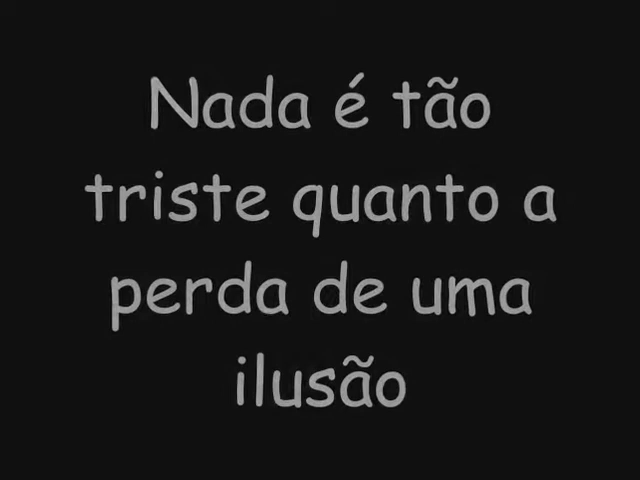 Nada é tão
triste quanto a
perda de uma
ilusão